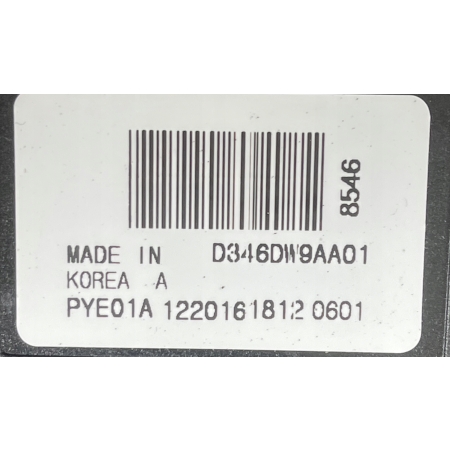 8546
MADE IN D346DW9AA01
KOREA A
PYE01A 1220161812 0601